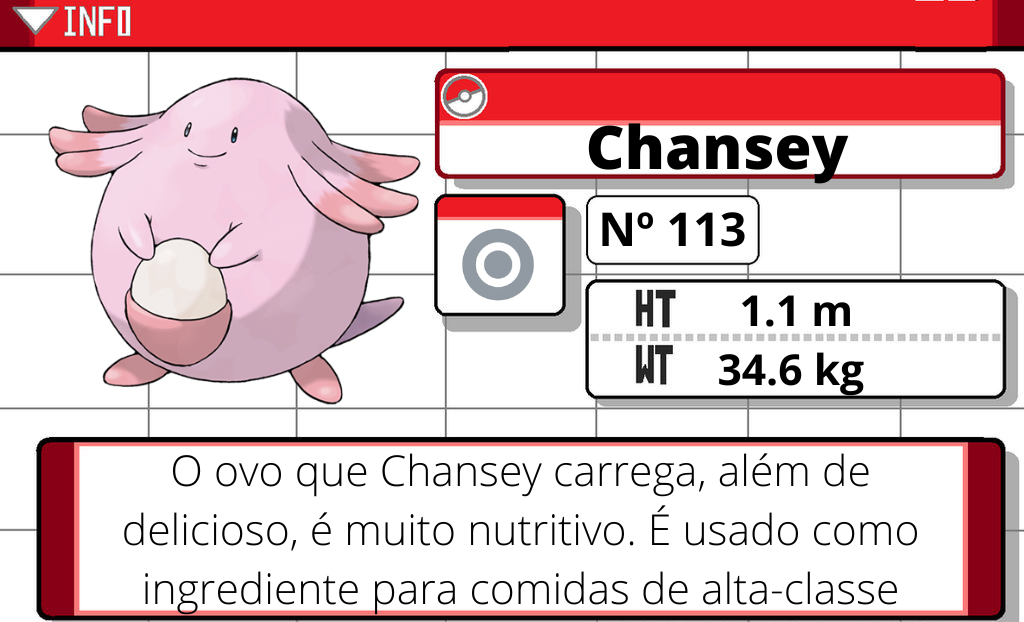 INFO
Chansey
Nº 113
HT 1.1 m
WT 34.6 kg
O ovo que Chansey carrega, além de
delicioso, é muito nutritivo. É usado como
ingrediente para comidas de alta-classe